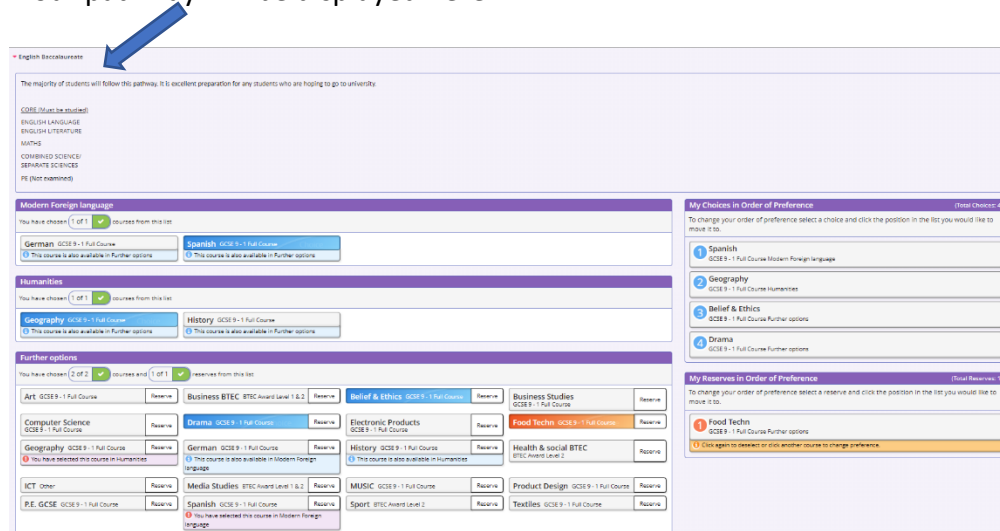 * English Baccalaureate
The majority of students will follow this pathway. It is excellent preparation for any students who are hoping to go to university.
CORE (Must be studied)
ENGLISH LANGUAGE
ENGLISH LITERATURE
MATHS
COMBINED SCIENCE/
SEPARATE SCIENCES
PE (Not examined)
Modern Foreign language
You have chosen 1 of 1 courses from this list
German GCSE 9 - 1 Full Course
This course is also available in Further options
Spanish GCSE 9 - 1 Full Course
This course is also available in Further options
Humanities
You have chosen 1 of 1 courses from this list
Geography GCSE 9 - 1 Full Course
This course is also available in Further options
History GCSE 9 - 1 Full Course
This course is also available in Further options
Further options
You have chosen 2 of 2 courses and 1 of 1 reserves from this list
Art GCSE 9 - 1 Full Course Reserve
Business BTEC BTEC Award Level 1 & 2 Reserve
Belief & Ethics GCSE 9 - 1 Full Course Reserve
Business Studies Reserve
GCSE 9 - 1 Full Course
Computer Science Reserve
GCSE 9 - 1 Full Course
Drama GCSE 9 - 1 Full Course Reserve
Electronic Products Reserve
GCSE 9 - 1 Full Course
Food Techn GCSE 9 - 1 Full Course Reserve
Geography GCSE 9 - 1 Full Course Reserve
You have selected this course in Humanities
German GCSE 9 - 1 Full Course Reserve
This course is also available in Modern Foreign
language
History GCSE 9 - 1 Full Course Reserve
This course is also available in Humanities
Health & social BTEC Reserve
BTEC Award Level 2
ICT Other Reserve
Media Studies BTEC Award Level 1 & 2 Reserve
MUSIC GCSE 9 - 1 Full Course Reserve
Product Design GCSE 9 - 1 Full Course Reserve
P.E. GCSE GCSE 9 - 1 Full Course Reserve
Spanish GCSE 9 - 1 Full Course Reserve
You have selected this course in Modern Foreign
language
Sport BTEC Award Level 2 Reserve
Textiles GCSE 9 - 1 Full Course Reserve
My Choices in Order of Preference (Total Choices: 4
To change your order of preference select a choice and click the position in the list you would like to
move it to.
1 Spanish
GCSE 9 - 1 Full Course Modern Foreign language
2 Geography
GCSE 9 - 1 Full Course Humanities
3 Belief & Ethics
GCSE 9 - 1 Full Course Further options
4 Drama
GCSE 9 - 1 Full Course Further options
My Reserves in Order of Preference (Total Reserves: 1
To change your order of preference select a reserve and click the position in the list you would like to
move it to.
1 Food Techn
GCSE 9 - 1 Full Course Further options
Click again to deselect or click another course to change preference.